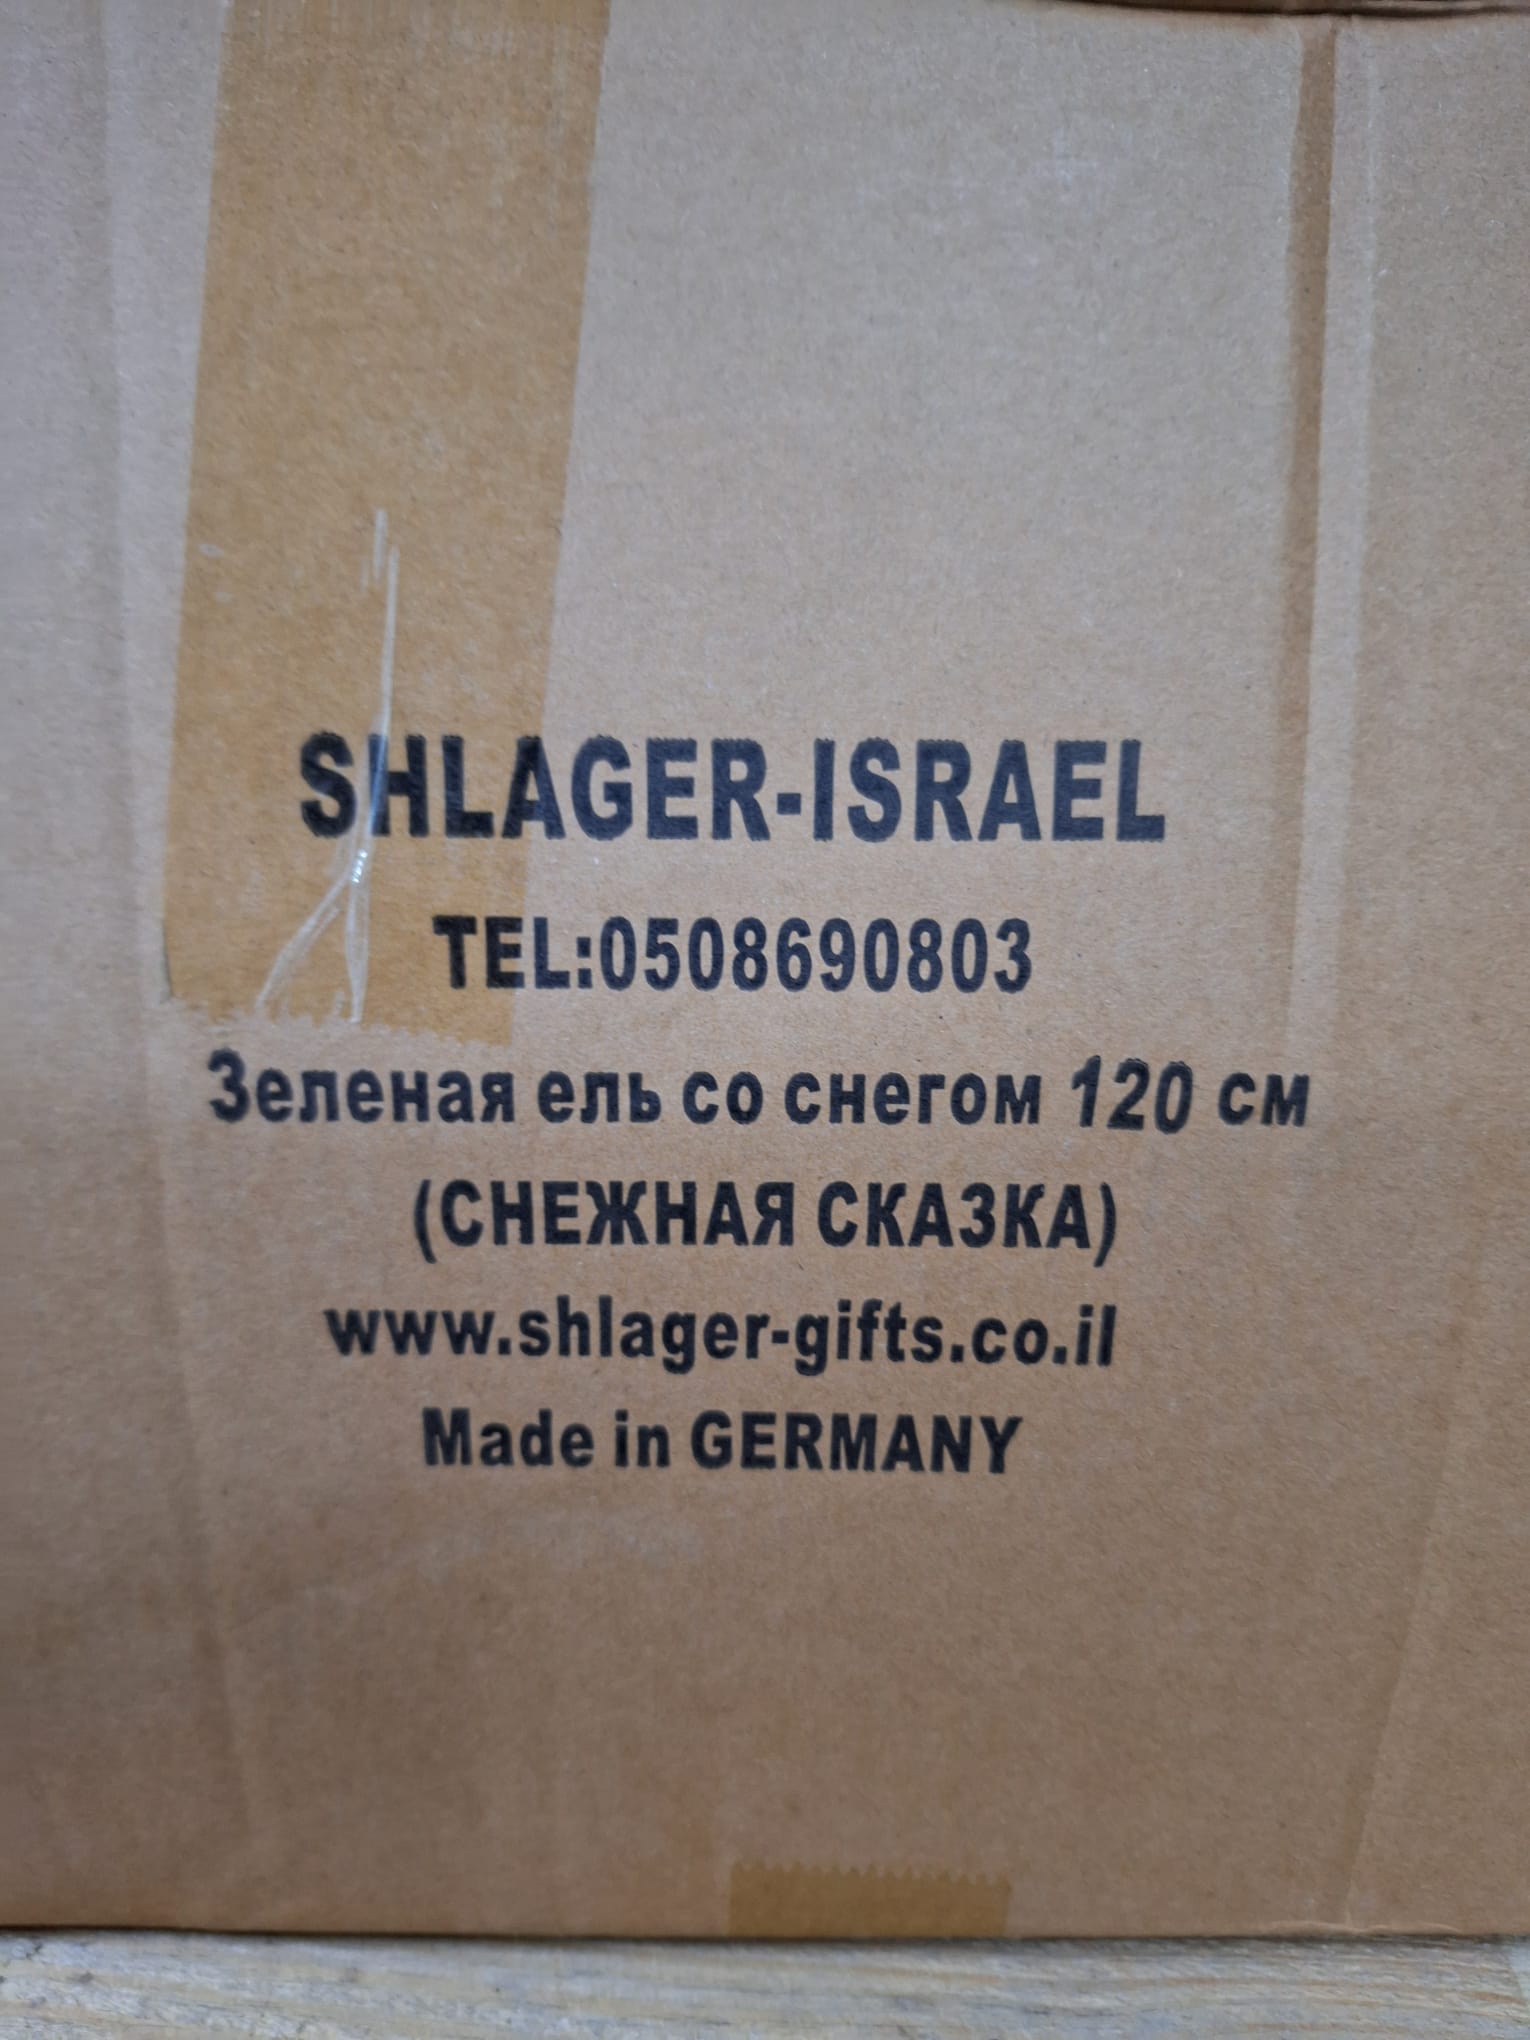 SHLAGER-ISRAEL
TEL:0508690803
Зеленая ель со снегом 120 см
(СНЕЖНАЯ СКАЗКА)
www.shlager-gifts.co.il
Made in GERMANY